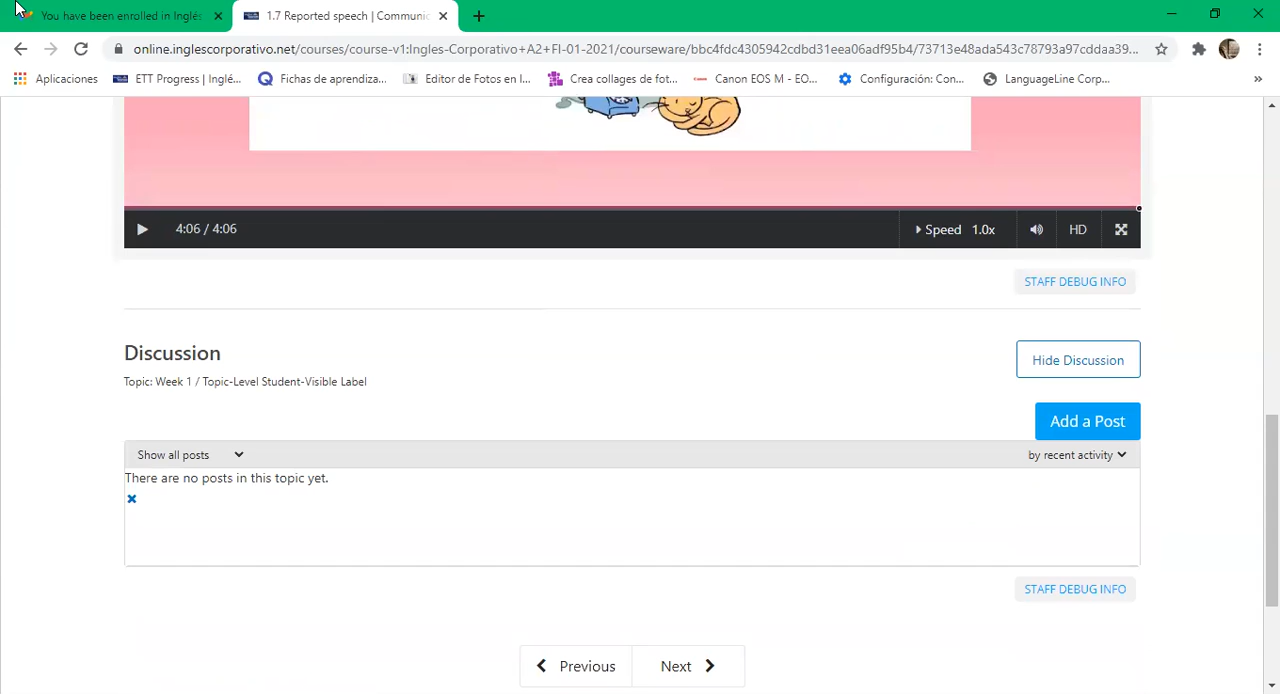 You have been enrolled in Inglés
1.7 Reported speech | Communic
online.inglescorporativo.net/courses/course-v1:Ingles-Corporativo+A2+FI-01-2021/courseware/bbc4fdc4305942cdbd31eea06adf95b4/73713e48ada543c78793a97cddaa39...
Aplicaciones
ETT Progress | Inglé...
Fichas de aprendiza...
Editor de Fotos en l...
Crea collages de fot...
Canon EOS M - EO...
Configuración: Con...
LanguageLine Corp...
»
4:06 / 4:06
Speed 1.0x
HD
STAFF DEBUG INFO
Discussion
Hide Discussion
Topic: Week 1 / Topic-Level Student-Visible Label
Add a Post
Show all posts
by recent activity
There are no posts in this topic yet.
STAFF DEBUG INFO
Previous
Next